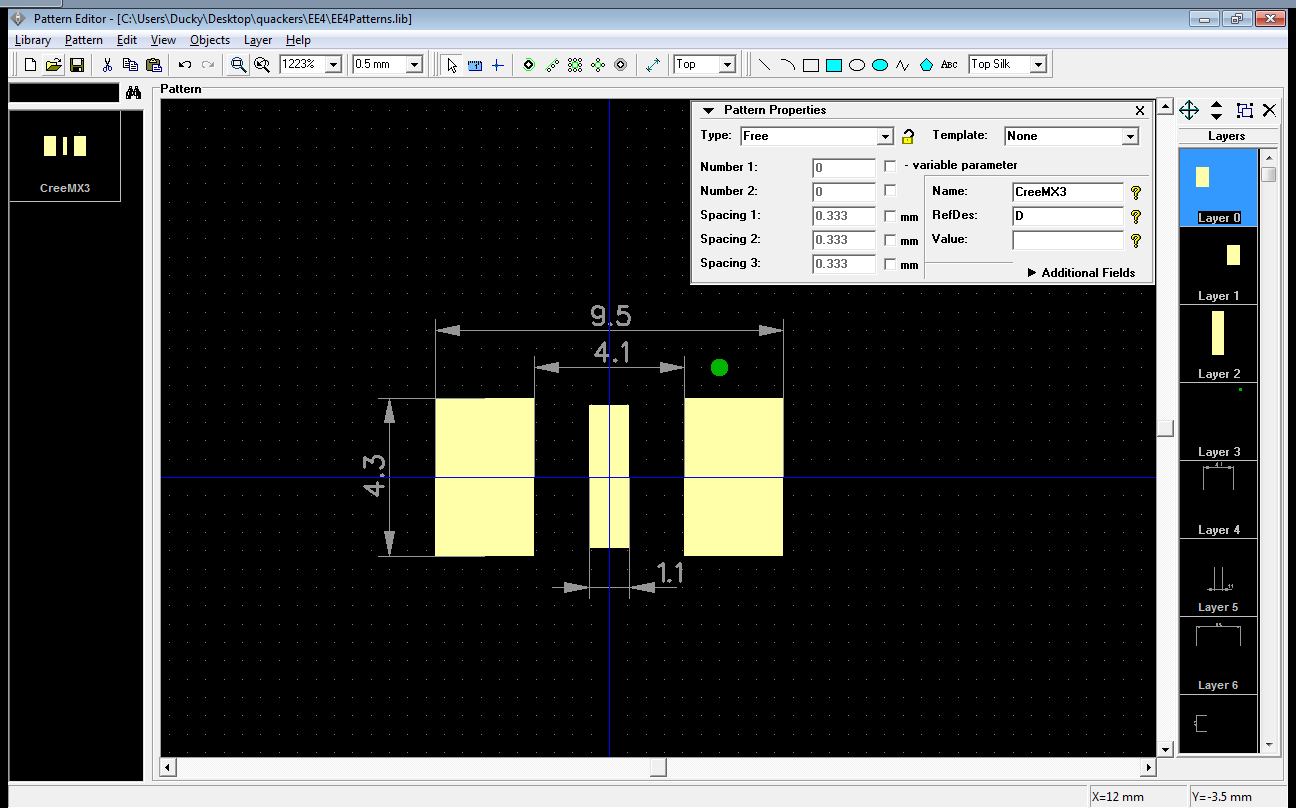 Pattern Editor - [C:\Users\Ducky\Desktop\quackers\EE4\EE4Patterns.lib]
Library Pattern Edit View Objects Layer Help
1223% 0.5 mm Top ABC Top Silk
Pattern
CreeMX3
Pattern Properties
Type: Free Template: None
Number 1: 0 - variable parameter
Number 2: 0 Name: CreeMX3
Spacing 1: 0.333 mm RefDes: D
Spacing 2: 0.333 mm Value:
Spacing 3: 0.333 mm
Additional Fields
9.5
4.1
4.3
1.1
Layers
Layer 0
Layer 1
Layer 2
Layer 3
Layer 4
Layer 5
Layer 6
X=12 mm Y=-3.5 mm